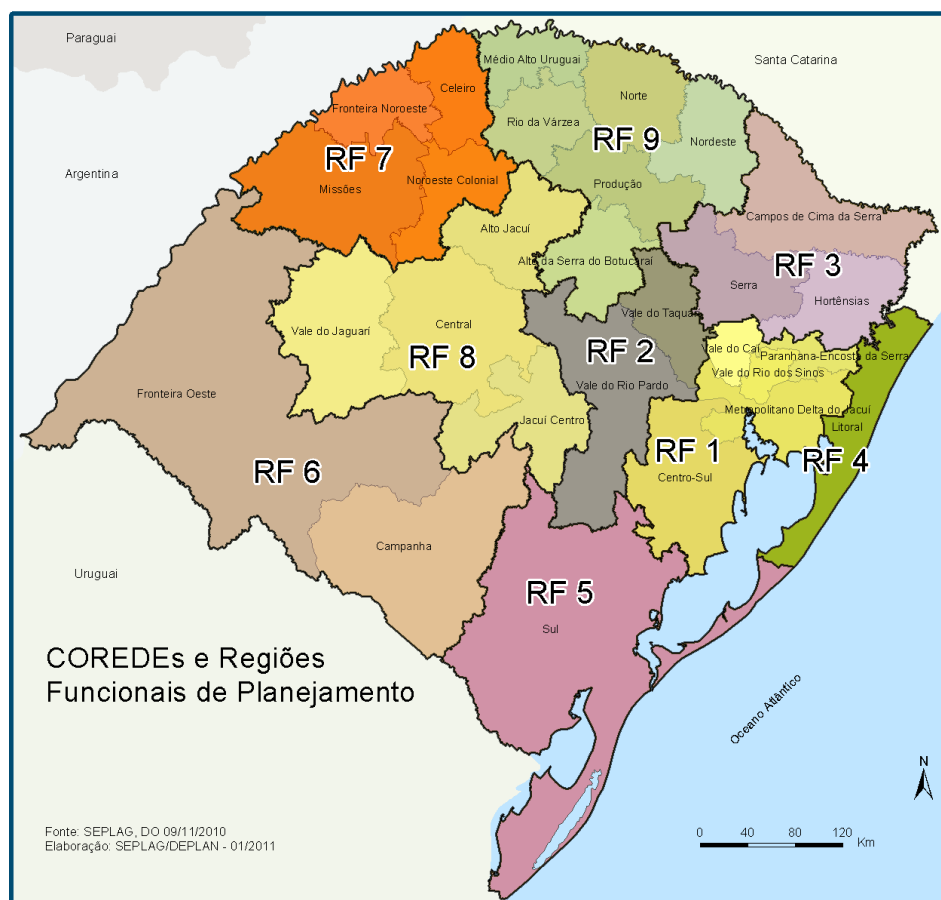 Paraguai
Santa Catarina
Médio Alto Uruguai
Celeiro
Norte
Fronteira Noroeste
Rio da Várzea
RF 9
Nordeste
RF 7
Argentina
Noroeste Colonial
Missões
Produção
Campos de Cima da Serra
Alto Jacuí
Alto da Serra do Botucaraí
RF 3
Serra
Hortênsias
Vale do Taquari
Vale do Jaguarí
Central
RF 8
RF 2
Vale do Caí
Paranhana-Encosta da Serra
Vale do Rio dos Sinos
Vale do Rio Pardo
Fronteira Oeste
Metropolitano Delta do Jacuí
Jacuí Centro
Litoral
RF 1
RF 4
RF 6
Centro-Sul
Campanha
Uruguai
RF 5
Sul
COREDEs e Regiões
Funcionais de Planejamento
Oceano Atlântico
N
Fonte: SEPLAG, DO 09/11/2010
Elaboração: SEPLAG/DEPLAN - 01/2011
0 40 80 120
Km